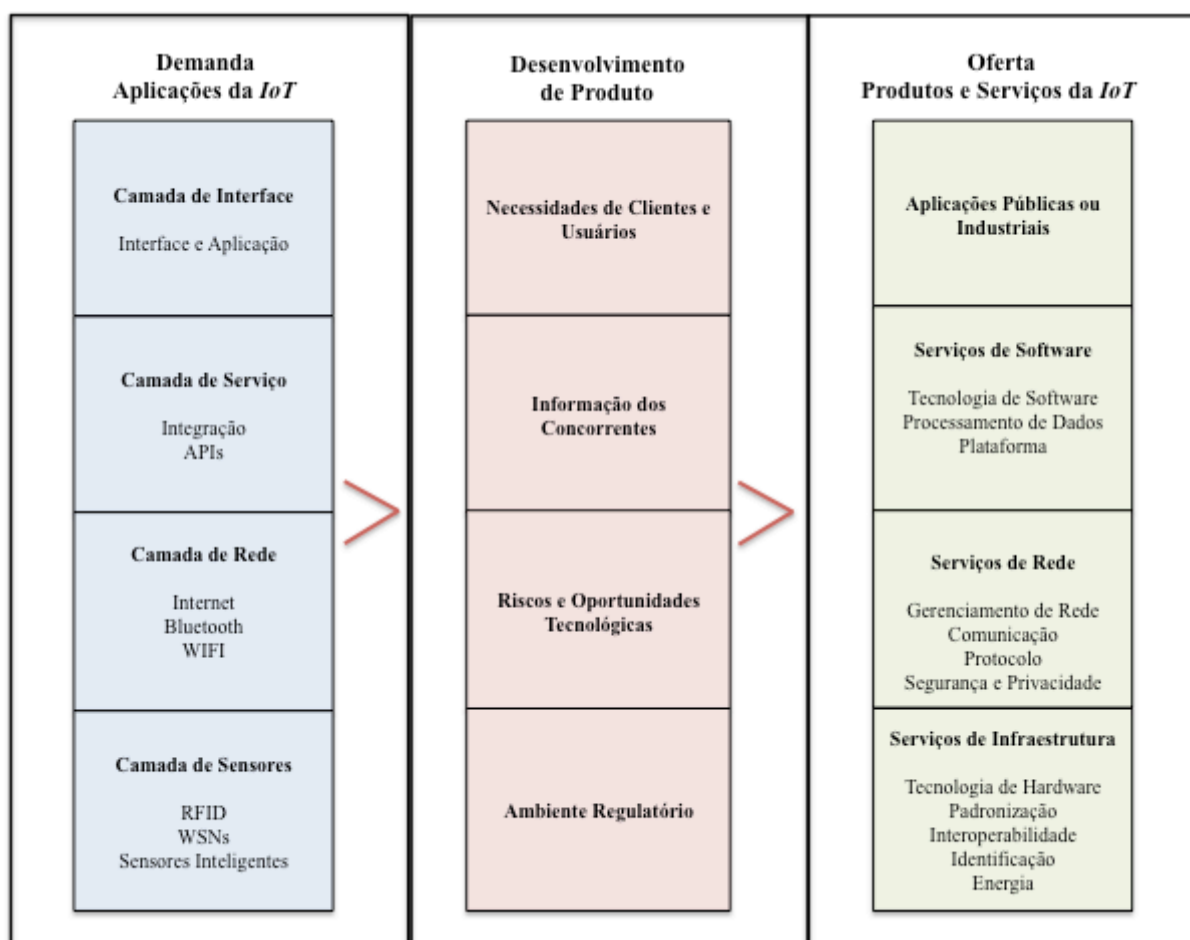 Demanda
Aplicações da IoT
Camada de Interface
Interface e Aplicação
Camada de Serviço
Integração
APIs
Camada de Rede
Internet
Bluetooth
WIFI
Camada de Sensores
RFID
WSNs
Sensores Inteligentes
Desenvolvimento
de Produto
Necessidades de Clientes e
Usuários
Informação dos
Concorrentes
Riscos e Oportunidades
Tecnológicas
Ambiente Regulatório
Oferta
Produtos e Serviços da IoT
Aplicações Públicas ou
Industriais
Serviços de Software
Tecnologia de Software
Processamento de Dados
Plataforma
Serviços de Rede
Gerenciamento de Rede
Comunicação
Protocolo
Segurança e Privacidade
Serviços de Infraestrutura
Tecnologia de Hardware
Padronização
Interoperabilidade
Identificação
Energia